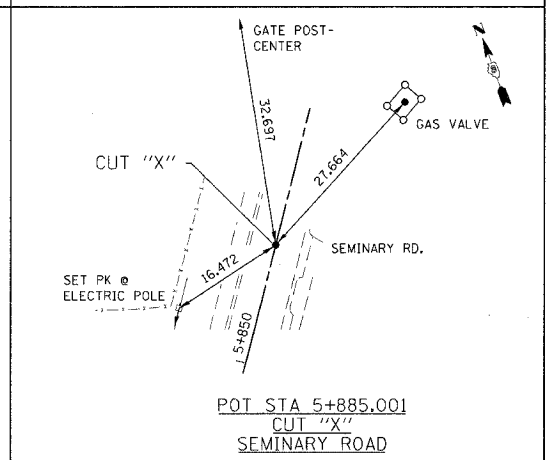 GATE POST-
CENTER
N
32.697
GAS VALVE
CUT "X"
27.664
SEMINARY RD.
16.472
SET PK @
ELECTRIC POLE
5+850
POT STA 5+885.001
CUT "X"
SEMINARY ROAD